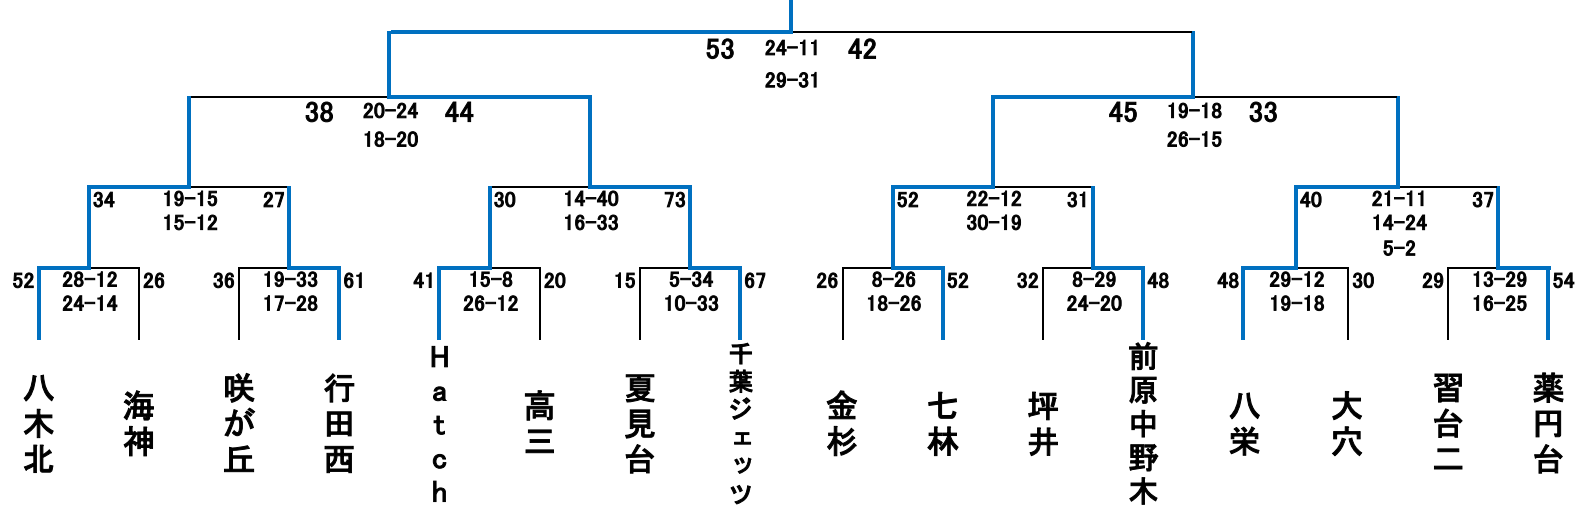 53 24-11 42
29-31
38 20-24 44
18-20
45 19-18 33
26-15
34 19-15 27
15-12
30 14-40 73
16-33
52 22-12 31
30-19
40 21-11 37
14-24
5-2
52 28-12 26
24-14
36 19-33 61
17-28
41 15-8 20
26-12
15 5-34 67
10-33
26 8-26 52
18-26
32 8-29 48
24-20
48 29-12 30
19-18
29 13-29 54
16-25
八木北
海神
咲が丘
行田西
Hatch
高三
夏見台
千葉ジェッツ
金杉
七林
坪井
前原中野木
八栄
大穴
習台二
薬円台